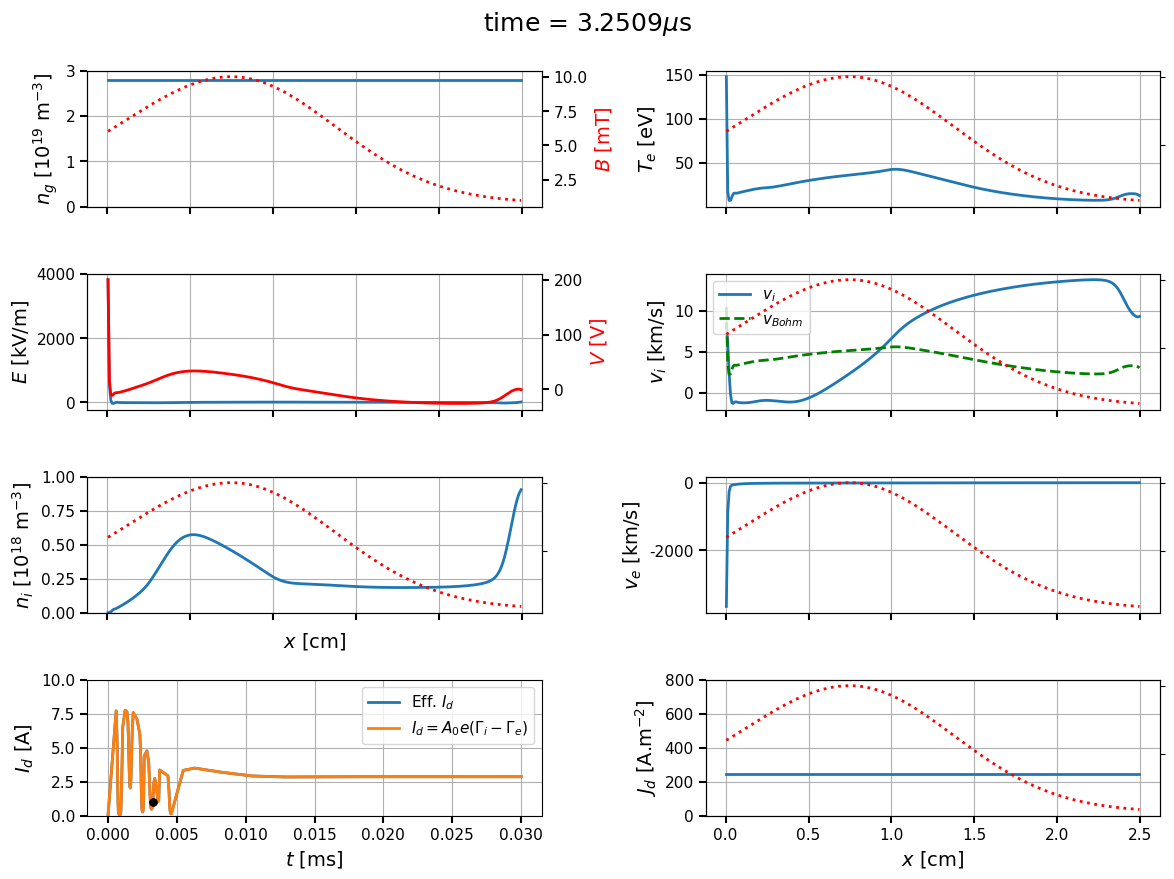 time = 3.2509μs
n_g [10^19 m^−3]
3
2
1
0
10.0
7.5
5.0
2.5
B [mT]
T_e [eV]
150
100
50
E [kV/m]
4000
2000
0
200
100
0
V [V]
v_i [km/s]
10
5
0
v_i
v_Bohm
n_i [10^18 m^−3]
1.00
0.75
0.50
0.25
0.00
x [cm]
v_e [km/s]
0
-2000
I_d [A]
10.0
7.5
5.0
2.5
0.0
Eff. I_d
I_d = A_0e(Γ_i − Γ_e)
0.000 0.005 0.010 0.015 0.020 0.025 0.030
t [ms]
J_d [A.m^−2]
800
600
400
200
0
0.0 0.5 1.0 1.5 2.0 2.5
x [cm]